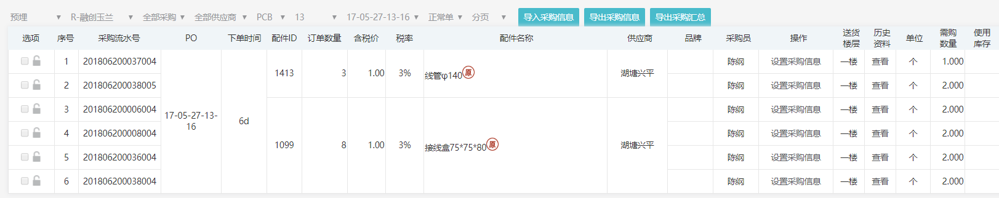 预埋 R-融创玉兰 全部采购 全部供应商 PCB 13 17-05-27-13-16 正常单 分页 导入采购信息 导出采购信息 导出采购汇总
选项 序号 采购流水号 PO 下单时间 配件ID 订单数量 含税价 税率 配件名称 供应商 品牌 采购员 操作 送货楼层 历史资料 单位 需购数量 使用库存
1 201806200037004 17-05-27-13-16 6d 1413 3 1.00 3% 线管φ140 原 湖塘兴平 陈纲 设置采购信息 一楼 查看 个 1.000
2 201806200038005 陈纲 设置采购信息 一楼 查看 个 2.000
3 201806200006004 1099 8 1.00 3% 接线盒75*75*80 原 湖塘兴平 陈纲 设置采购信息 一楼 查看 个 2.000
4 201806200008004 陈纲 设置采购信息 一楼 查看 个 2.000
5 201806200036004 陈纲 设置采购信息 一楼 查看 个 2.000
6 201806200038004 陈纲 设置采购信息 一楼 查看 个 2.000